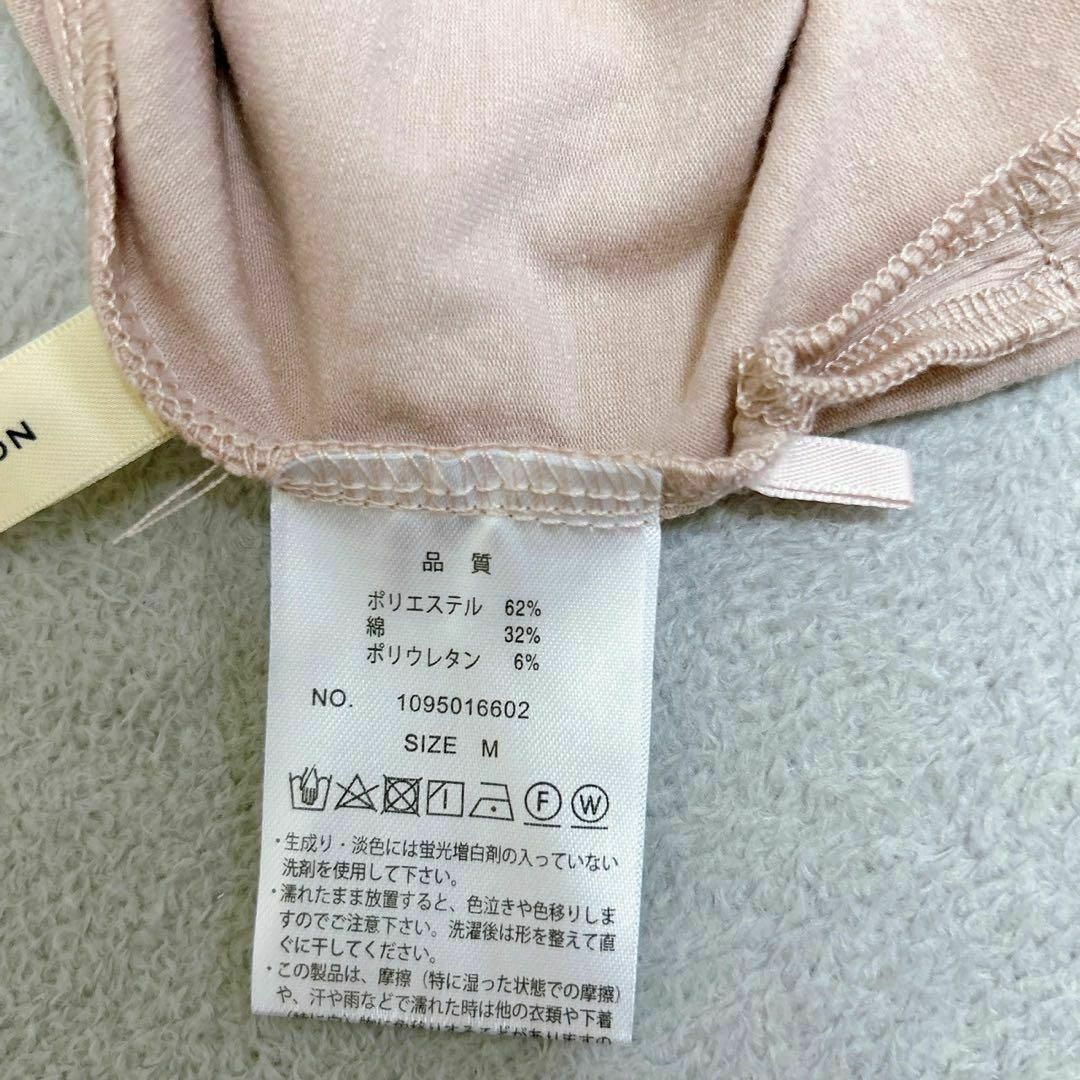 ON
品 質
ポリエステル 62%
綿 32%
ポリウレタン 6%
NO. 1095016602
SIZE M
F W
・生成り・淡色には蛍光増白剤の入っていない
洗剤を使用して下さい。
・濡れたまま放置すると、色泣きや色移りしま
すのでご注意下さい。洗濯後は形を整えて直
ぐに干してください。
・この製品は、摩擦（特に湿った状態での摩擦）
や、汗や雨などで濡れた時は他の衣類や下着